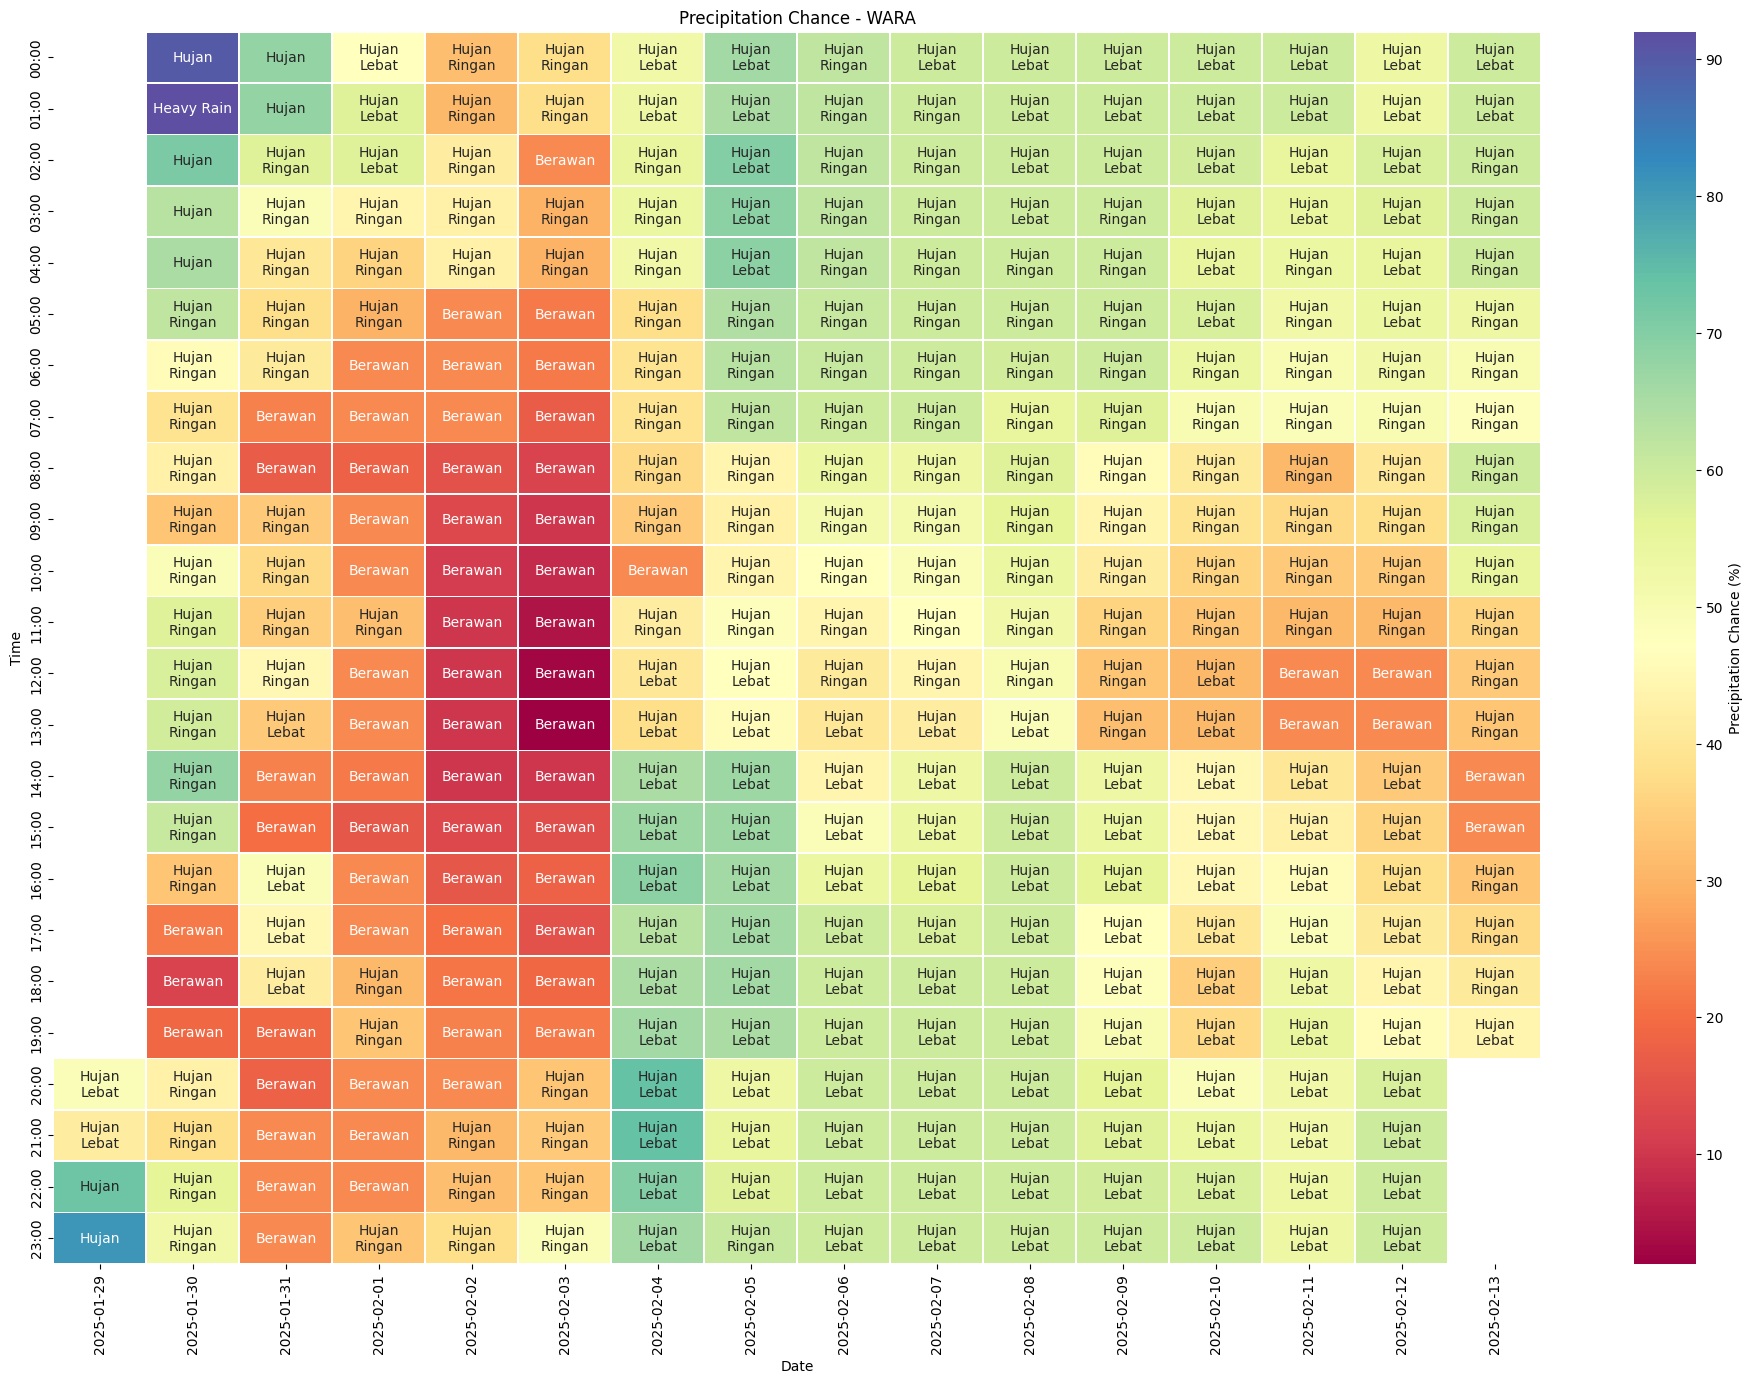 Precipitation Chance - WARA
00:00 Hujan Hujan Hujan Lebat Hujan Ringan Hujan Ringan Hujan Lebat Hujan Lebat Hujan Ringan Hujan Lebat Hujan Lebat Hujan Lebat Hujan Lebat Hujan Lebat Hujan Lebat Hujan Lebat
01:00 Heavy Rain Hujan Hujan Lebat Hujan Ringan Hujan Ringan Hujan Lebat Hujan Lebat Hujan Ringan Hujan Ringan Hujan Lebat Hujan Lebat Hujan Lebat Hujan Lebat Hujan Lebat Hujan Lebat
02:00 Hujan Hujan Ringan Hujan Lebat Hujan Ringan Berawan Hujan Ringan Hujan Lebat Hujan Ringan Hujan Ringan Hujan Lebat Hujan Lebat Hujan Lebat Hujan Lebat Hujan Lebat Hujan Ringan
03:00 Hujan Hujan Ringan Hujan Ringan Hujan Ringan Hujan Ringan Hujan Ringan Hujan Lebat Hujan Ringan Hujan Ringan Hujan Lebat Hujan Ringan Hujan Lebat Hujan Lebat Hujan Lebat Hujan Ringan
04:00 Hujan Hujan Ringan Hujan Ringan Hujan Ringan Hujan Ringan Hujan Ringan Hujan Lebat Hujan Ringan Hujan Ringan Hujan Ringan Hujan Ringan Hujan Lebat Hujan Ringan Hujan Lebat Hujan Ringan
05:00 Hujan Ringan Hujan Ringan Hujan Ringan Berawan Berawan Hujan Ringan Hujan Ringan Hujan Ringan Hujan Ringan Hujan Ringan Hujan Ringan Hujan Lebat Hujan Ringan Hujan Lebat Hujan Ringan
06:00 Hujan Ringan Hujan Ringan Berawan Berawan Berawan Hujan Ringan Hujan Ringan Hujan Ringan Hujan Ringan Hujan Ringan Hujan Ringan Hujan Ringan Hujan Ringan Hujan Ringan Hujan Ringan
07:00 Hujan Ringan Berawan Berawan Berawan Berawan Hujan Ringan Hujan Ringan Hujan Ringan Hujan Ringan Hujan Ringan Hujan Ringan Hujan Ringan Hujan Ringan Hujan Ringan Hujan Ringan
08:00 Hujan Ringan Berawan Berawan Berawan Berawan Hujan Ringan Hujan Ringan Hujan Ringan Hujan Ringan Hujan Ringan Hujan Ringan Hujan Ringan Hujan Ringan Hujan Ringan Hujan Ringan
09:00 Hujan Ringan Hujan Ringan Berawan Berawan Berawan Hujan Ringan Hujan Ringan Hujan Ringan Hujan Ringan Hujan Ringan Hujan Ringan Hujan Ringan Hujan Ringan Hujan Ringan Hujan Ringan
10:00 Hujan Ringan Hujan Ringan Berawan Berawan Berawan Berawan Hujan Ringan Hujan Ringan Hujan Ringan Hujan Ringan Hujan Ringan Hujan Ringan Hujan Ringan Hujan Ringan Hujan Ringan
11:00 Hujan Ringan Hujan Ringan Hujan Ringan Berawan Berawan Hujan Ringan Hujan Ringan Hujan Ringan Hujan Ringan Hujan Ringan Hujan Ringan Hujan Ringan Hujan Ringan Hujan Ringan Hujan Ringan
12:00 Hujan Ringan Hujan Ringan Berawan Berawan Berawan Hujan Lebat Hujan Lebat Hujan Ringan Hujan Ringan Hujan Ringan Hujan Ringan Hujan Lebat Berawan Berawan Hujan Ringan
13:00 Hujan Ringan Hujan Lebat Berawan Berawan Berawan Hujan Lebat Hujan Lebat Hujan Lebat Hujan Lebat Hujan Lebat Hujan Ringan Hujan Lebat Berawan Berawan Hujan Ringan
14:00 Hujan Ringan Berawan Berawan Berawan Berawan Hujan Lebat Hujan Lebat Hujan Lebat Hujan Lebat Hujan Lebat Hujan Lebat Hujan Lebat Hujan Lebat Hujan Lebat Berawan
15:00 Hujan Ringan Berawan Berawan Berawan Berawan Hujan Lebat Hujan Lebat Hujan Lebat Hujan Lebat Hujan Lebat Hujan Lebat Hujan Lebat Hujan Lebat Hujan Lebat Berawan
16:00 Hujan Ringan Hujan Lebat Berawan Berawan Berawan Hujan Lebat Hujan Lebat Hujan Lebat Hujan Lebat Hujan Lebat Hujan Lebat Hujan Lebat Hujan Lebat Hujan Lebat Hujan Ringan
17:00 Berawan Hujan Lebat Berawan Berawan Berawan Hujan Lebat Hujan Lebat Hujan Lebat Hujan Lebat Hujan Lebat Hujan Lebat Hujan Lebat Hujan Lebat Hujan Lebat Hujan Ringan
18:00 Berawan Hujan Lebat Hujan Ringan Berawan Berawan Hujan Lebat Hujan Lebat Hujan Lebat Hujan Lebat Hujan Lebat Hujan Lebat Hujan Lebat Hujan Lebat Hujan Lebat Hujan Ringan
19:00 Berawan Berawan Hujan Ringan Berawan Berawan Hujan Lebat Hujan Lebat Hujan Lebat Hujan Lebat Hujan Lebat Hujan Lebat Hujan Lebat Hujan Lebat Hujan Lebat Hujan Lebat
20:00 Hujan Lebat Hujan Ringan Berawan Berawan Berawan Hujan Ringan Hujan Lebat Hujan Lebat Hujan Lebat Hujan Lebat Hujan Lebat Hujan Lebat Hujan Lebat Hujan Lebat Hujan Lebat
21:00 Hujan Lebat Hujan Ringan Berawan Berawan Hujan Ringan Hujan Ringan Hujan Lebat Hujan Lebat Hujan Lebat Hujan Lebat Hujan Lebat Hujan Lebat Hujan Lebat Hujan Lebat Hujan Lebat
22:00 Hujan Hujan Ringan Berawan Berawan Hujan Ringan Hujan Ringan Hujan Lebat Hujan Lebat Hujan Lebat Hujan Lebat Hujan Lebat Hujan Lebat Hujan Lebat Hujan Lebat Hujan Lebat
23:00 Hujan Hujan Ringan Berawan Hujan Ringan Hujan Ringan Hujan Ringan Hujan Lebat Hujan Ringan Hujan Lebat Hujan Lebat Hujan Lebat Hujan Lebat Hujan Lebat Hujan Lebat Hujan Lebat
Time
2025-01-29 2025-01-30 2025-01-31 2025-02-01 2025-02-02 2025-02-03 2025-02-04 2025-02-05 2025-02-06 2025-02-07 2025-02-08 2025-02-09 2025-02-10 2025-02-11 2025-02-12 2025-02-13
Date
90
80
70
60
50
40
30
20
10
Precipitation Chance (%)